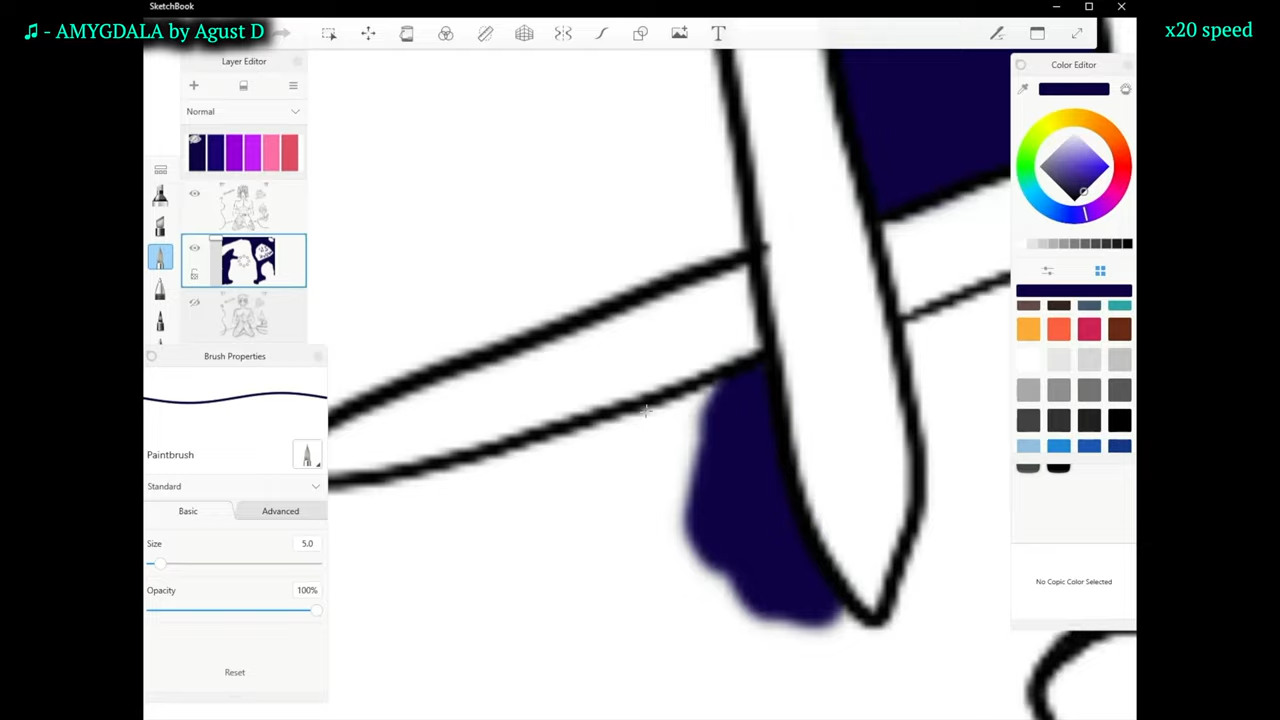 SketchBook
♫ - AMYGDALA by Agust D
x20 speed
Layer Editor
Normal
Color Editor
Brush Properties
Paintbrush
Standard
Basic
Advanced
Size
5.0
Opacity
100%
Reset
No Copic Color Selected